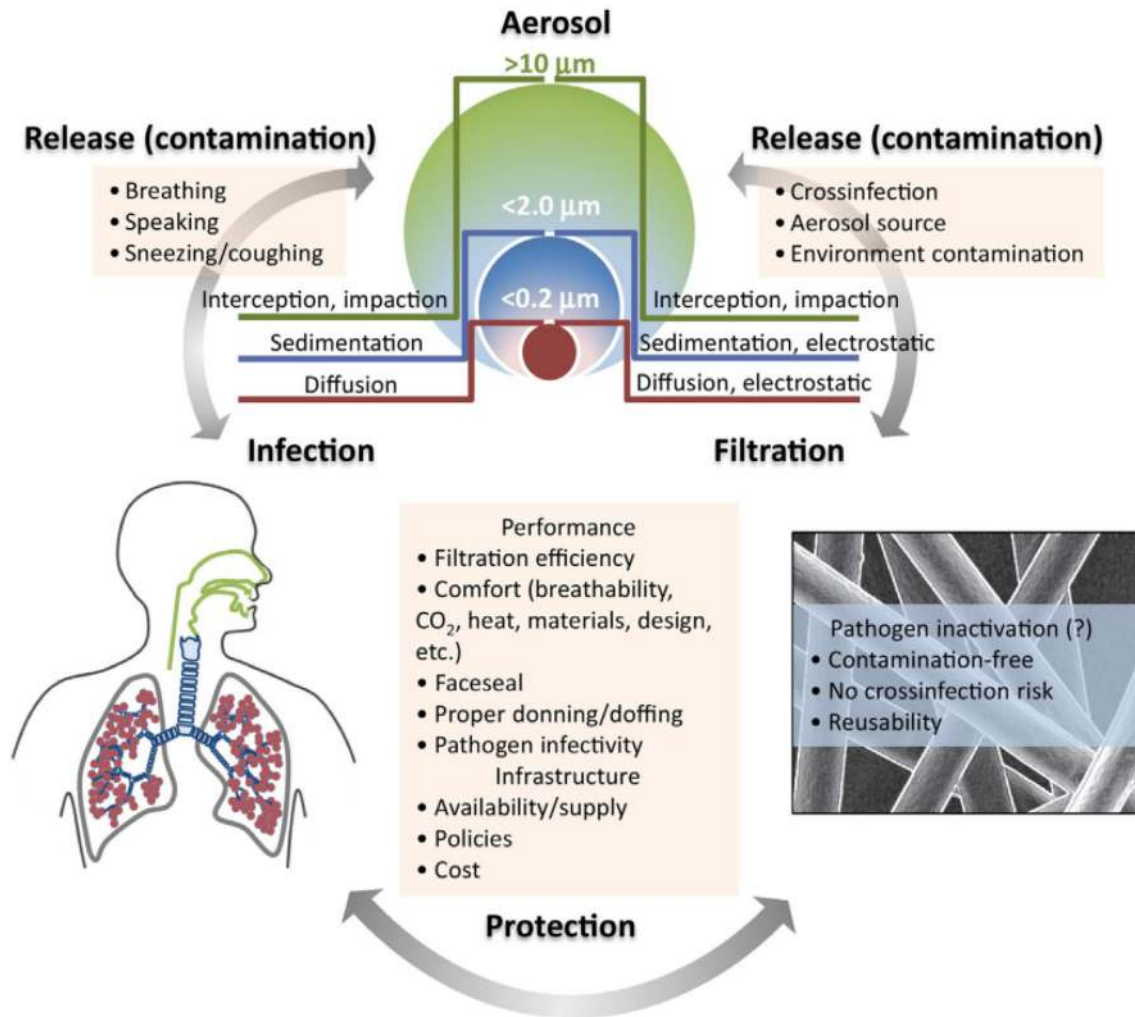 Aerosol
>10 µm
Release (contamination)
• Breathing
• Speaking
• Sneezing/coughing
Release (contamination)
• Crossinfection
• Aerosol source
• Environment contamination
<2.0 µm
<0.2 µm
Interception, impaction
Sedimentation
Diffusion
Interception, impaction
Sedimentation, electrostatic
Diffusion, electrostatic
Infection
Filtration
Performance
• Filtration efficiency
• Comfort (breathability,
CO₂, heat, materials, design,
etc.)
• Faceseal
• Proper donning/doffing
• Pathogen infectivity
Infrastructure
• Availability/supply
• Policies
• Cost
Pathogen inactivation (?)
• Contamination-free
• No crossinfection risk
• Reusability
Protection